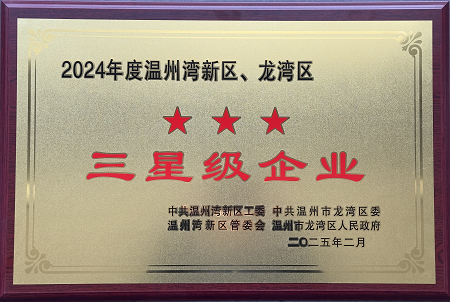 2024年度温州湾新区、龙湾区
三星级企业
中共温州湾新区工委 中共温州市龙湾区委
温州湾新区管委会 温州市龙湾区人民政府
二〇二五年二月